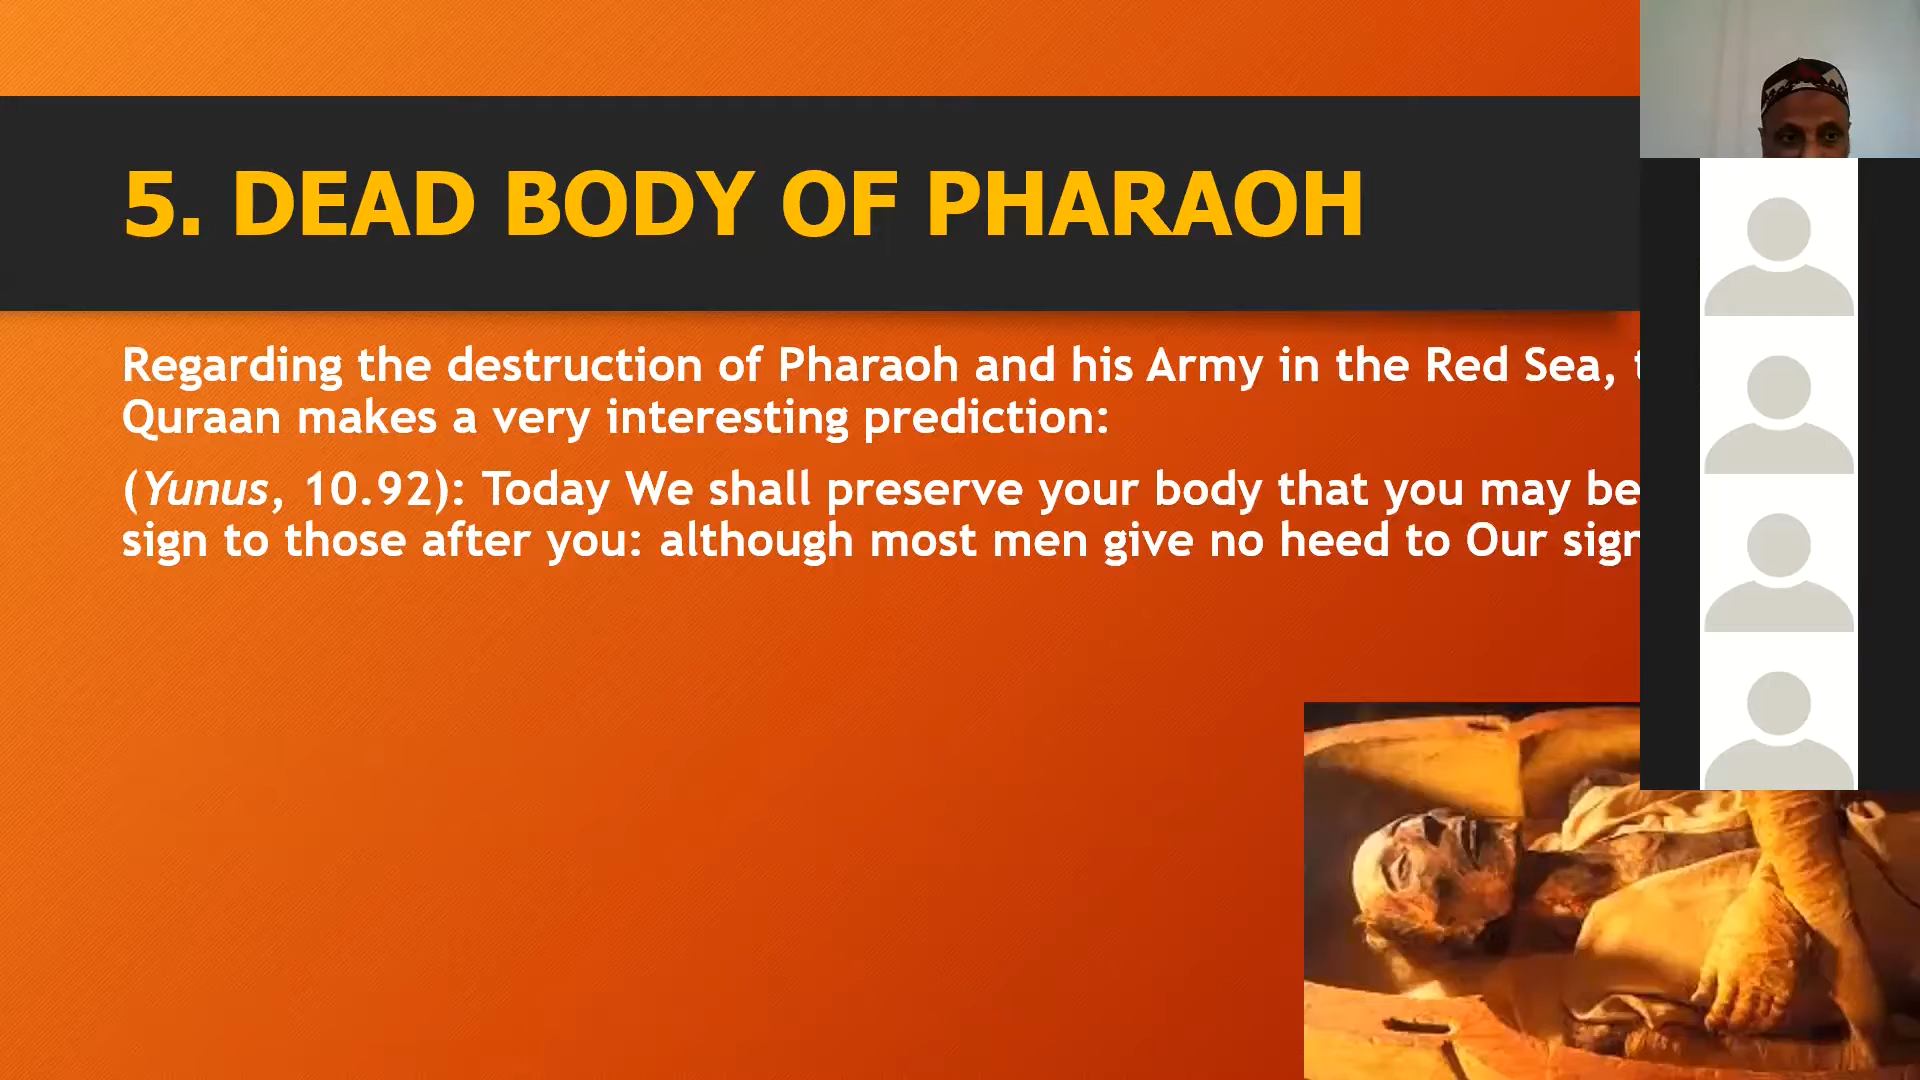 5. DEAD BODY OF PHARAOH
Regarding the destruction of Pharaoh and his Army in the Red Sea,
Quraan makes a very interesting prediction:
(Yunus, 10.92): Today We shall preserve your body that you may be
sign to those after you: although most men give no heed to Our